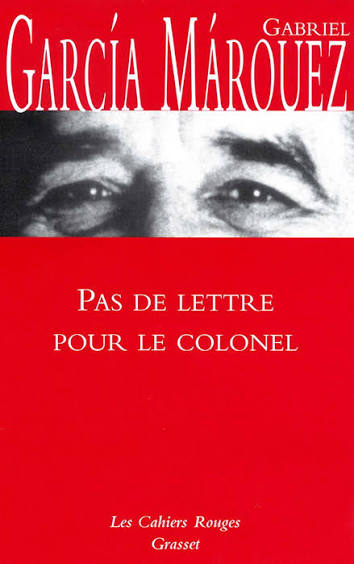 GABRIEL
GARCÍA MÁRQUEZ
PAS DE LETTRE
POUR LE COLONEL
Les Cahiers Rouges
Grasset